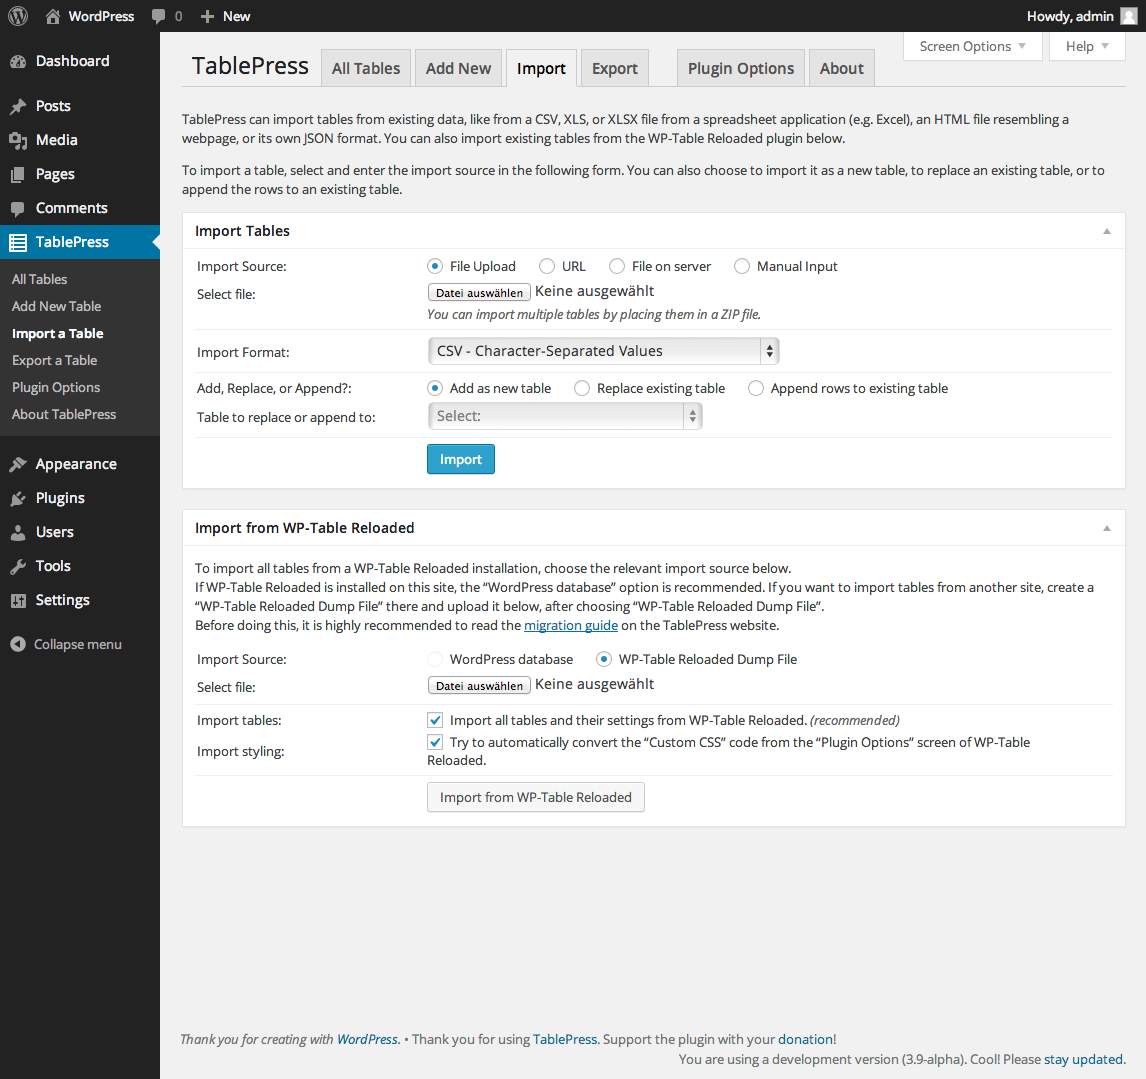 WordPress 0 New Howdy, admin
Screen Options Help
Dashboard
Posts
Media
Pages
Comments
TablePress
All Tables
Add New Table
Import a Table
Export a Table
Plugin Options
About TablePress
Appearance
Plugins
Users
Tools
Settings
Collapse menu
TablePress All Tables Add New Import Export Plugin Options About
TablePress can import tables from existing data, like from a CSV, XLS, or XLSX file from a spreadsheet application (e.g. Excel), an HTML file resembling a
webpage, or its own JSON format. You can also import existing tables from the WP-Table Reloaded plugin below.
To import a table, select and enter the import source in the following form. You can also choose to import it as a new table, to replace an existing table, or to
append the rows to an existing table.
Import Tables
Import Source: File Upload URL File on server Manual Input
Select file: Datei auswählen Keine ausgewählt
You can import multiple tables by placing them in a ZIP file.
Import Format: CSV - Character-Separated Values
Add, Replace, or Append?: Add as new table Replace existing table Append rows to existing table
Table to replace or append to: Select:
Import
Import from WP-Table Reloaded
To import all tables from a WP-Table Reloaded installation, choose the relevant import source below.
If WP-Table Reloaded is installed on this site, the “WordPress database” option is recommended. If you want to import tables from another site, create a
“WP-Table Reloaded Dump File” there and upload it below, after choosing “WP-Table Reloaded Dump File”.
Before doing this, it is highly recommended to read the migration guide on the TablePress website.
Import Source: WordPress database WP-Table Reloaded Dump File
Select file: Datei auswählen Keine ausgewählt
Import tables: Import all tables and their settings from WP-Table Reloaded. (recommended)
Import styling: Try to automatically convert the “Custom CSS” code from the “Plugin Options” screen of WP-Table
Reloaded.
Import from WP-Table Reloaded
Thank you for creating with WordPress. • Thank you for using TablePress. Support the plugin with your donation!
You are using a development version (3.9-alpha). Cool! Please stay updated.